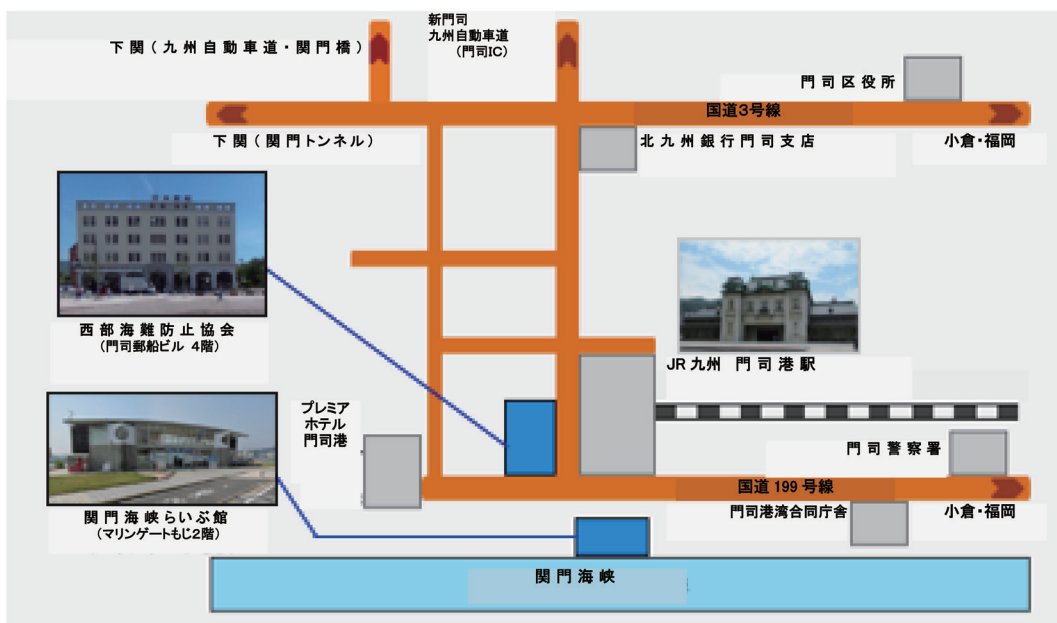 新門司
九州自動車道
（門司IC）
下関（九州自動車道・関門橋）
門司区役所
国道3号線
下関（関門トンネル）
北九州銀行門司支店
小倉・福岡
西部海難防止協会
（門司郵船ビル 4階）
JR九州 門司港駅
プレミア
ホテル
門司港
門司警察署
国道199号線
関門海峡らいぶ館
（マリンゲートもじ2階）
門司港湾合同庁舎
小倉・福岡
関門海峡